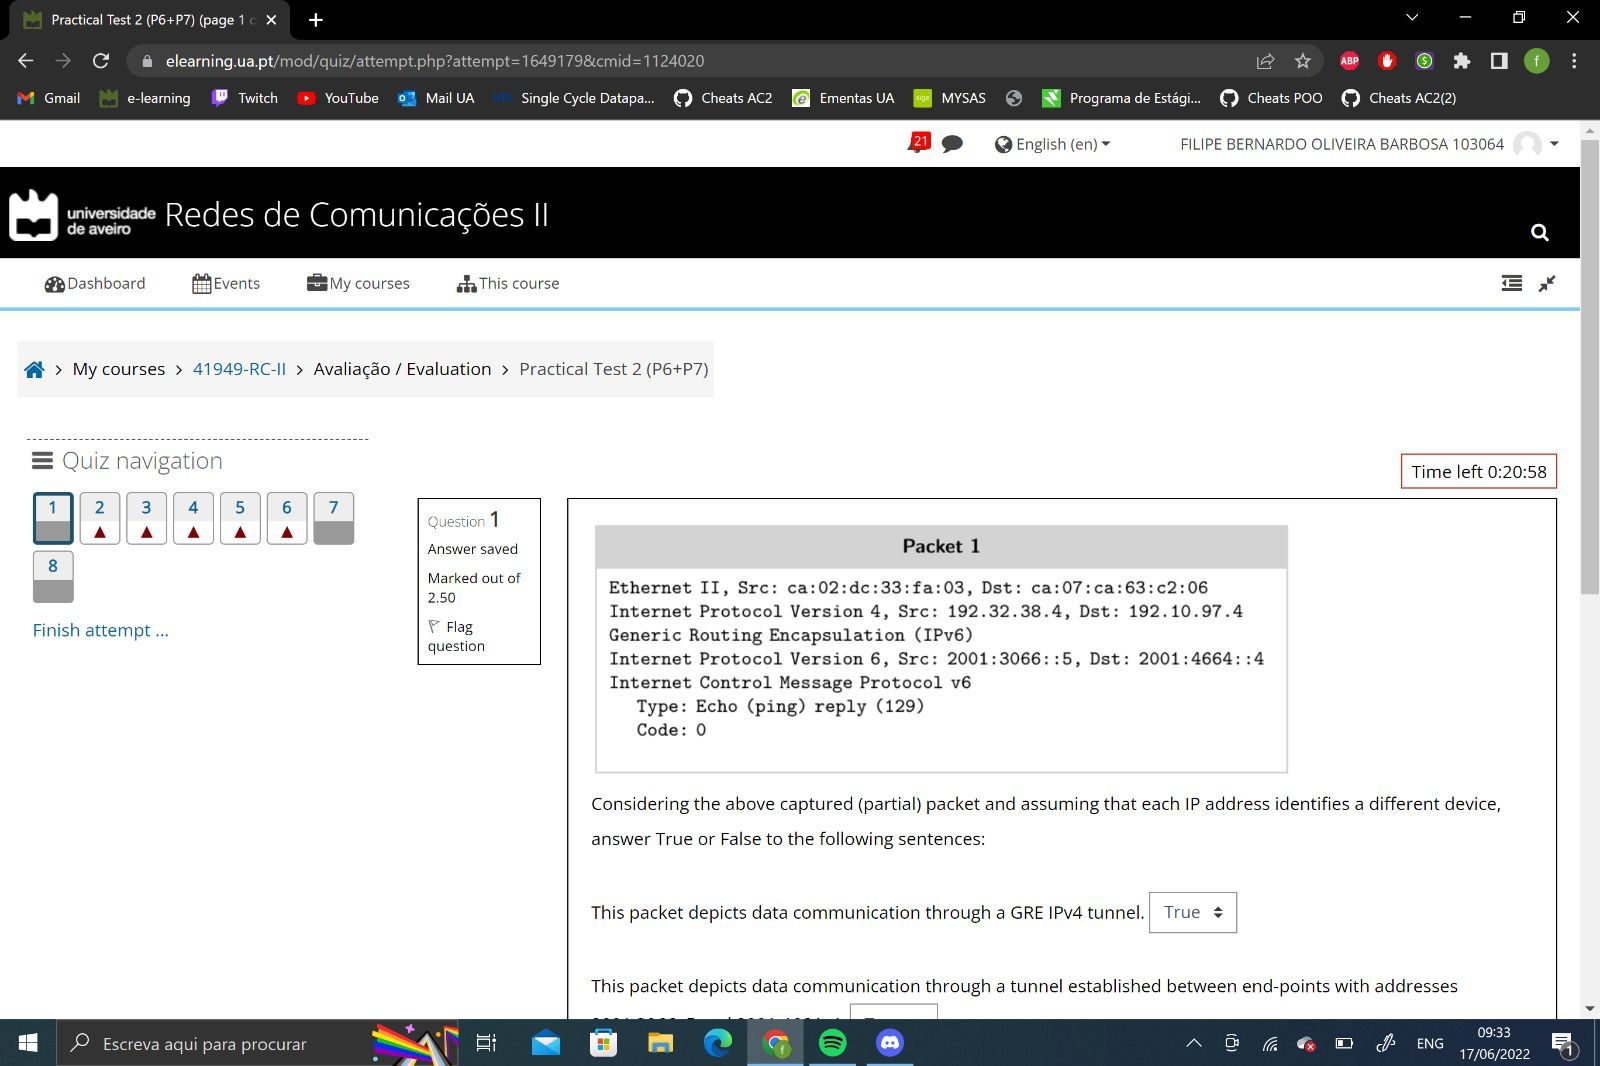 Practical Test 2 (P6+P7) (page 1
elearning.ua.pt/mod/quiz/attempt.php?attempt=1649179&cmid=1124020
ABP
f
Gmail e-learning Twitch YouTube Mail UA Single Cycle Datapa... Cheats AC2 Ementas UA MYSAS Programa de Estági... Cheats POO Cheats AC2(2)
21 English (en) FILIPE BERNARDO OLIVEIRA BARBOSA 103064
universidade de aveiro Redes de Comunicações II
Dashboard Events My courses This course
> My courses > 41949-RC-II > Avaliação / Evaluation > Practical Test 2 (P6+P7)
Quiz navigation
1 2 3 4 5 6 7
8
Finish attempt ...
Time left 0:20:58
Question 1
Answer saved
Marked out of
2.50
Flag
question
Packet 1
Ethernet II, Src: ca:02:dc:33:fa:03, Dst: ca:07:ca:63:c2:06
Internet Protocol Version 4, Src: 192.32.38.4, Dst: 192.10.97.4
Generic Routing Encapsulation (IPv6)
Internet Protocol Version 6, Src: 2001:3066::5, Dst: 2001:4664::4
Internet Control Message Protocol v6
Type: Echo (ping) reply (129)
Code: 0
Considering the above captured (partial) packet and assuming that each IP address identifies a different device,
answer True or False to the following sentences:
This packet depicts data communication through a GRE IPv4 tunnel. True
This packet depicts data communication through a tunnel established between end-points with addresses
Escreva aqui para procurar
ENG
09:33
17/06/2022
1